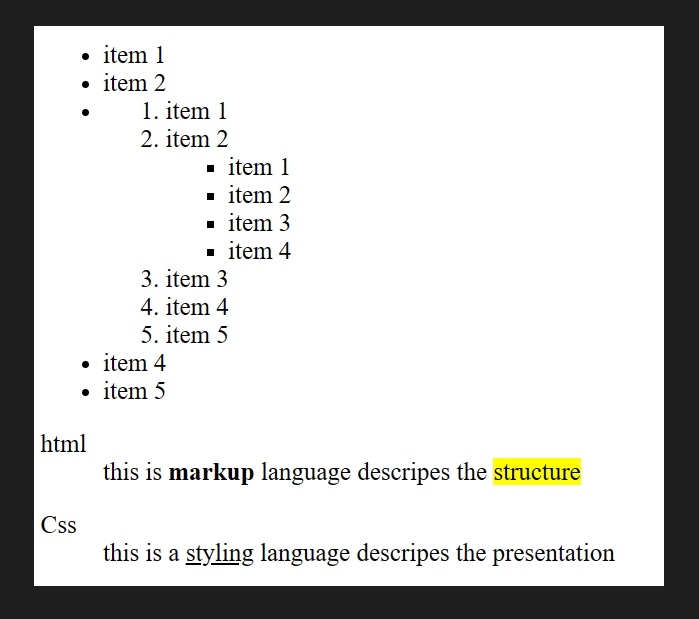 • item 1
• item 2
• 1. item 1
2. item 2
▪ item 1
▪ item 2
▪ item 3
▪ item 4
3. item 3
4. item 4
5. item 5
• item 4
• item 5
html
this is markup language descripes the structure
Css
this is a styling language descripes the presentation